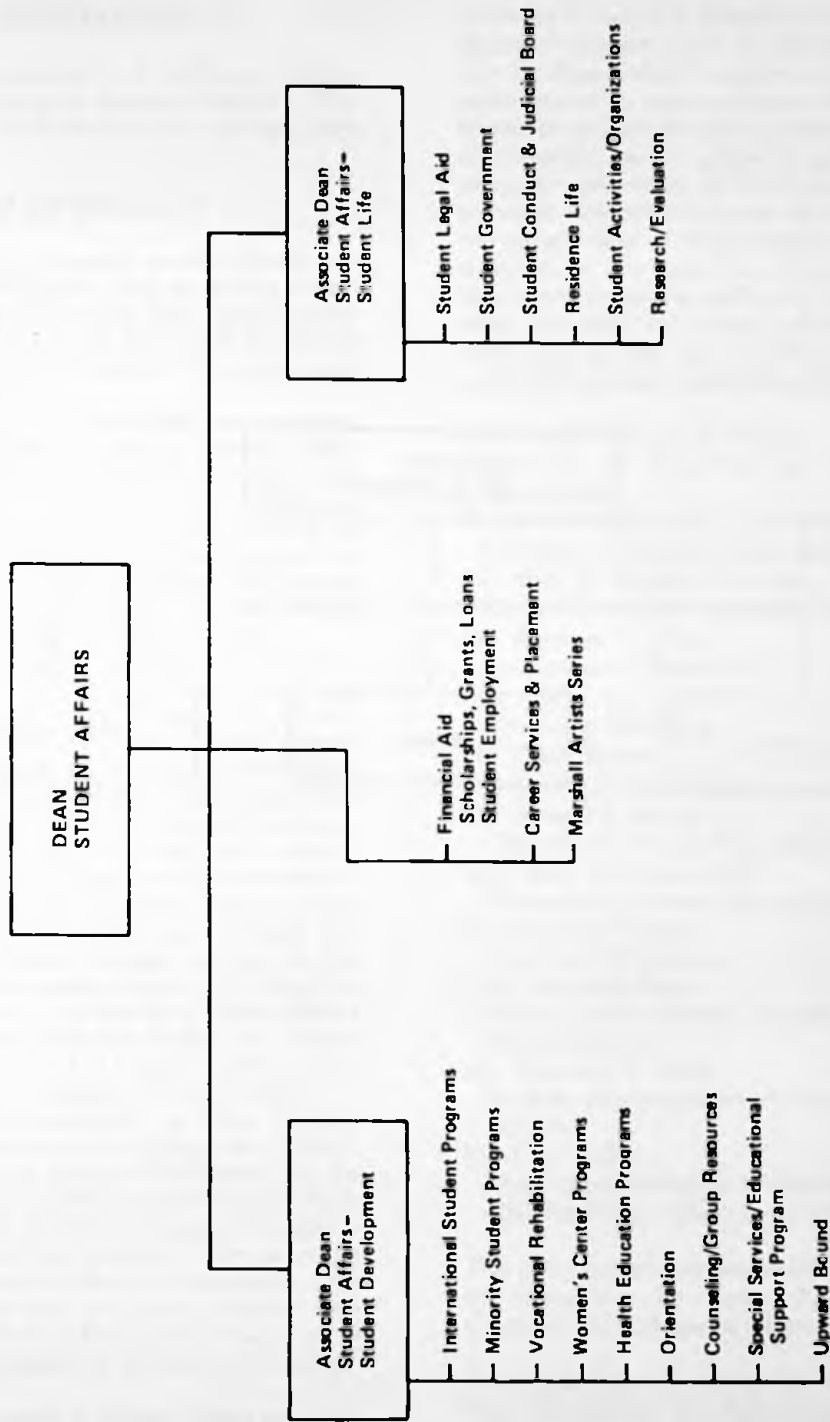 DEAN
STUDENT AFFAIRS
Associate Dean
Student Affairs–
Student Development
International Student Programs
Minority Student Programs
Vocational Rehabilitation
Women's Center Programs
Health Education Programs
Orientation
Counseling/Group Resources
Special Services/Educational
Support Program
Upward Bound
Financial Aid
Scholarships, Grants, Loans
Student Employment
Career Services & Placement
Marshall Artists Series
Associate Dean
Student Affairs–
Student Life
Student Legal Aid
Student Government
Student Conduct & Judicial Board
Residence Life
Student Activities/Organizations
Research/Evaluation